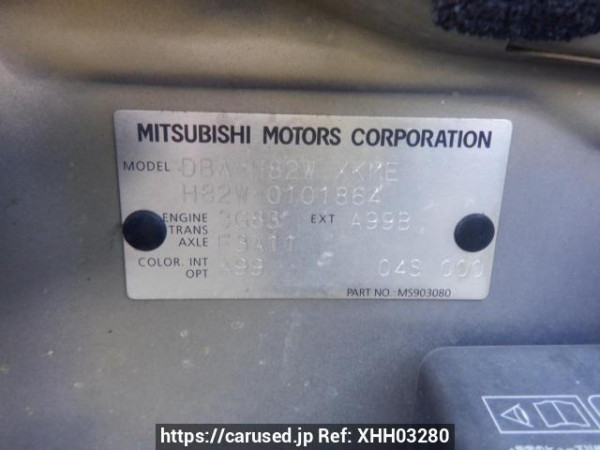 MITSUBISHI MOTORS CORPORATION
MODEL DBA-H82W XKME
H82W-0101864
ENGINE 3G83 EXT A99B
TRANS
AXLE F3A11
COLOR. INT A99 04S 000
OPT
PART NO.: MS903080
https://carused.jp Ref: XHH03280